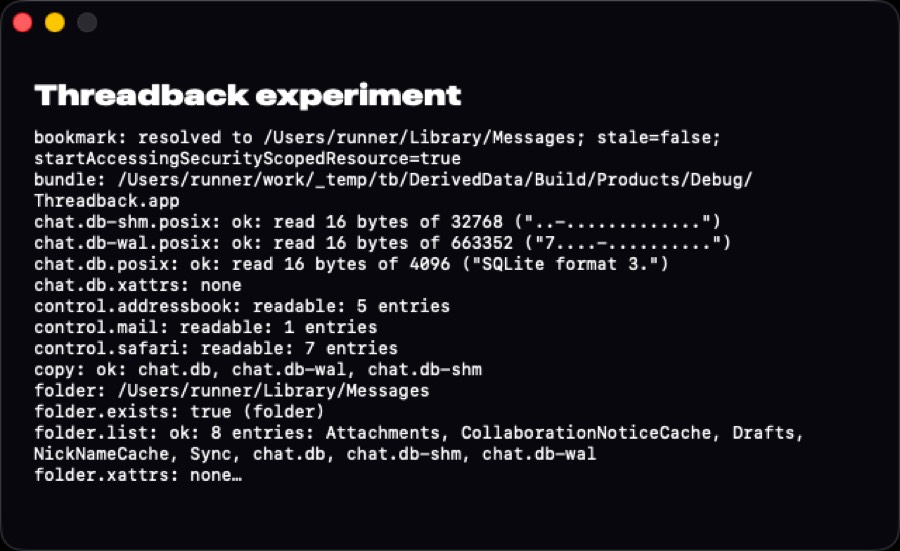 Threadback experiment
bookmark: resolved to /Users/runner/Library/Messages; stale=false;
startAccessingSecurityScopedResource=true
bundle: /Users/runner/work/_temp/tb/DerivedData/Build/Products/Debug/
Threadback.app
chat.db-shm.posix: ok: read 16 bytes of 32768 ("..-.............")
chat.db-wal.posix: ok: read 16 bytes of 663352 ("7....-..........")
chat.db.posix: ok: read 16 bytes of 4096 ("SQLite format 3.")
chat.db.xattrs: none
control.addressbook: readable: 5 entries
control.mail: readable: 1 entries
control.safari: readable: 7 entries
copy: ok: chat.db, chat.db-wal, chat.db-shm
folder: /Users/runner/Library/Messages
folder.exists: true (folder)
folder.list: ok: 8 entries: Attachments, CollaborationNoticeCache, Drafts,
NickNameCache, Sync, chat.db, chat.db-shm, chat.db-wal
folder.xattrs: none…